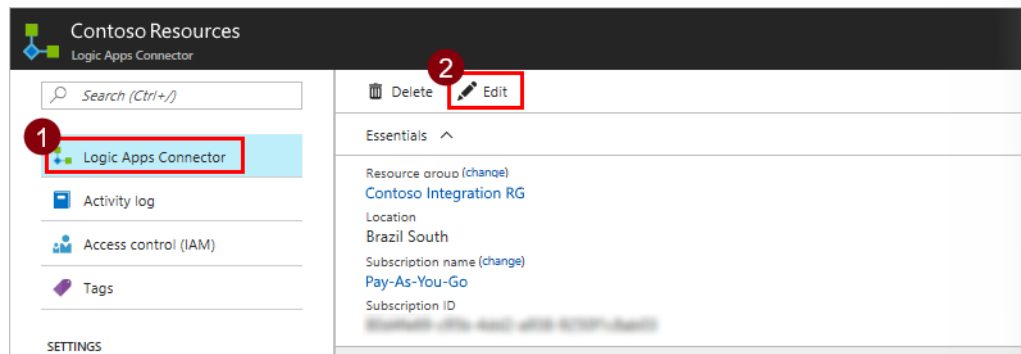 Contoso Resources
Logic Apps Connector
2
Search (Ctrl+/)
Delete
Edit
1
Logic Apps Connector
Essentials
Activity log
Resource group (change)
Contoso Integration RG
Location
Access control (IAM)
Brazil South
Subscription name (change)
Tags
Pay-As-You-Go
Subscription ID
SETTINGS